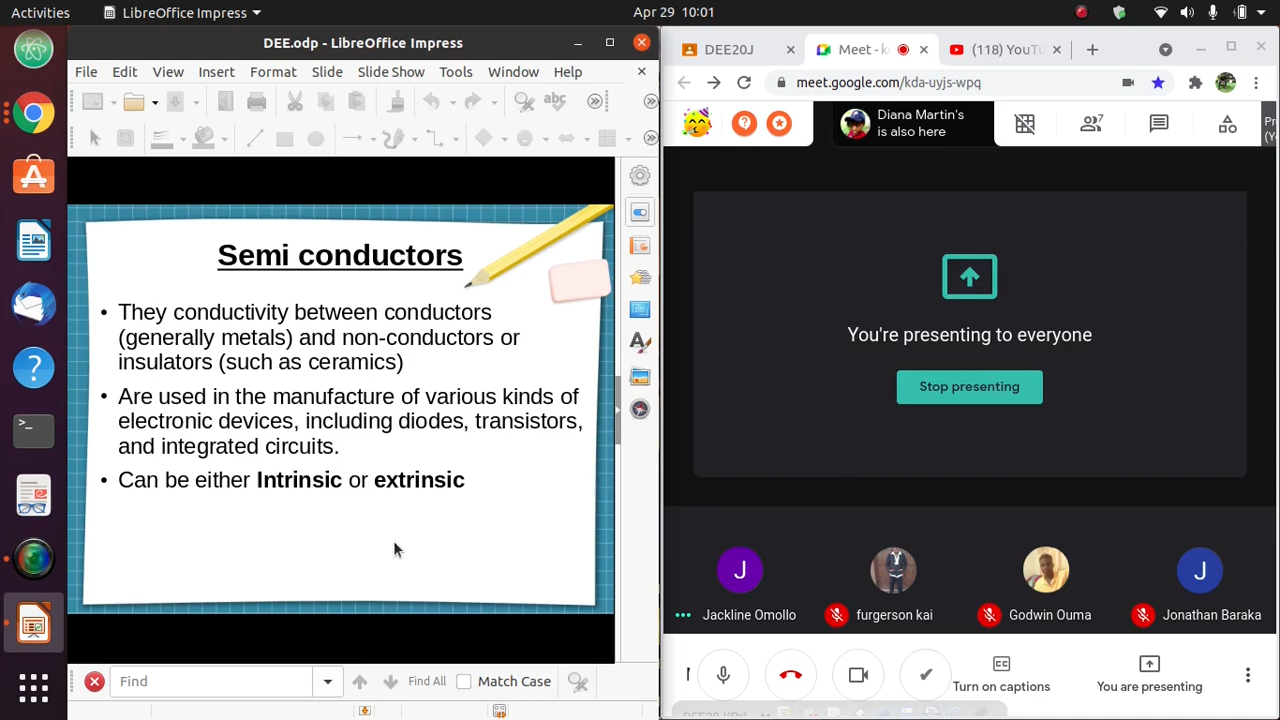 Activities
LibreOffice Impress
Apr 29 10:01
DEE.odp - LibreOffice Impress
File Edit View Insert Format Slide Slide Show Tools Window Help
abc
Semi conductors
• They conductivity between conductors
(generally metals) and non-conductors or
insulators (such as ceramics)
• Are used in the manufacture of various kinds of
electronic devices, including diodes, transistors,
and integrated circuits.
• Can be either Intrinsic or extrinsic
Find
Find All
Match Case
DEE20J
Meet - k
(118) YouTu
meet.google.com/kda-uyjs-wpq
Diana Martin's
is also here
7
You're presenting to everyone
Stop presenting
J
J
Jackline Omollo
furgerson kai
Godwin Ouma
Jonathan Baraka
Turn on captions
You are presenting